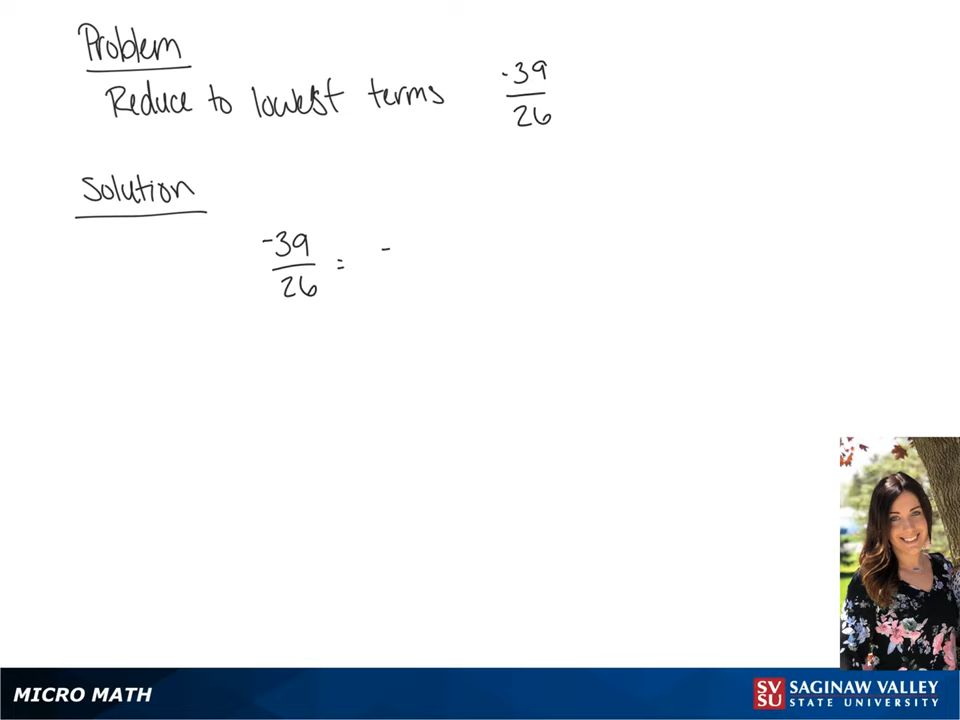 Problem
Reduce to lowest terms -39/26
Solution
-39/26 = -
MICRO MATH
SVSU SAGINAW VALLEY
STATE UNIVERSITY